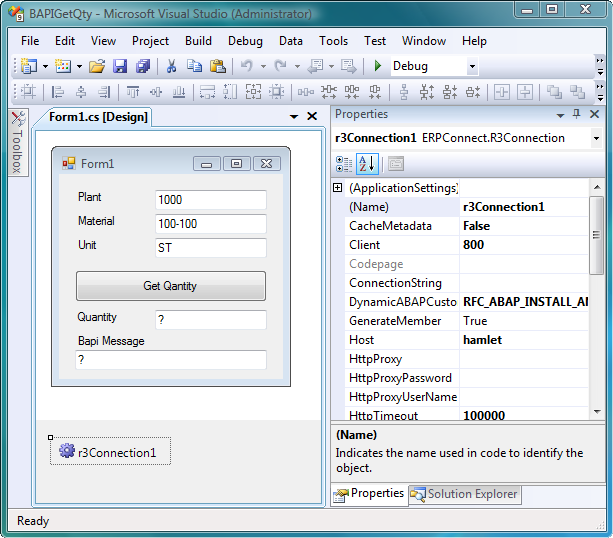 BAPIGetQty - Microsoft Visual Studio (Administrator)
File Edit View Project Build Debug Data Tools Test Window Help
Debug
Toolbox
Form1.cs [Design]
Form1
Plant 1000
Material 100-100
Unit ST
Get Qantity
Quantity ?
Bapi Message
?
r3Connection1
Properties
r3Connection1 ERPConnect.R3Connection
A Z
(ApplicationSettings)
(Name) r3Connection1
CacheMetadata False
Client 800
Codepage
ConnectionString
DynamicABAPCusto RFC_ABAP_INSTALL_A
GenerateMember True
Host hamlet
HttpProxy
HttpProxyPassword
HttpProxyUserName
HttpTimeout 100000
(Name)
Indicates the name used in code to identify the
object.
Properties Solution Explorer
Ready